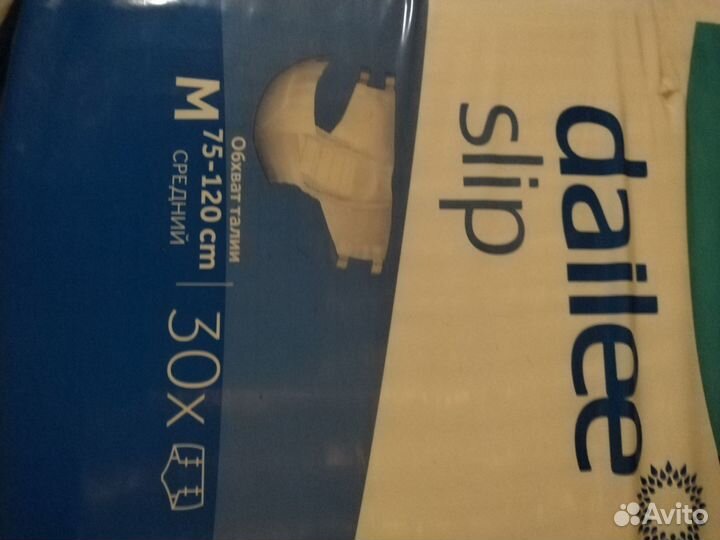 dailee
slip
Обхват талии
M 75-120 cm
СРЕДНИЙ
30x
Avito